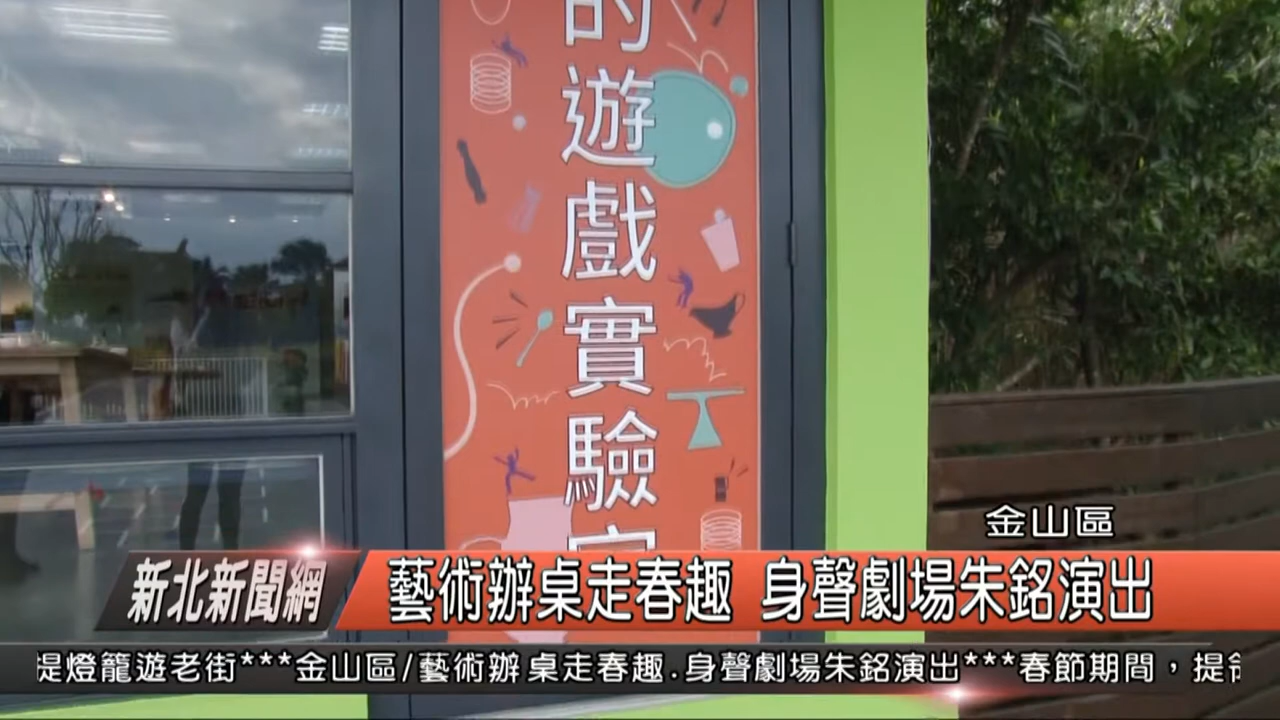 的遊戲實驗室
金山區
新北新聞網
藝術辦桌走春趣 身聲劇場朱銘演出
提燈籠遊老街***金山區/藝術辦桌走春趣.身聲劇場朱銘演出***春節期間，提